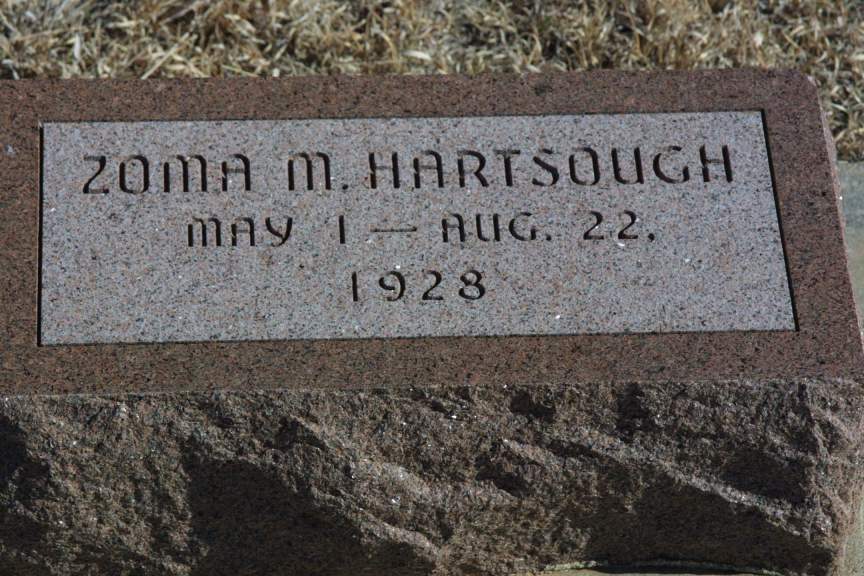 ZOMA M. HARTSOUGH
MAY 1 — AUG. 22,
1928